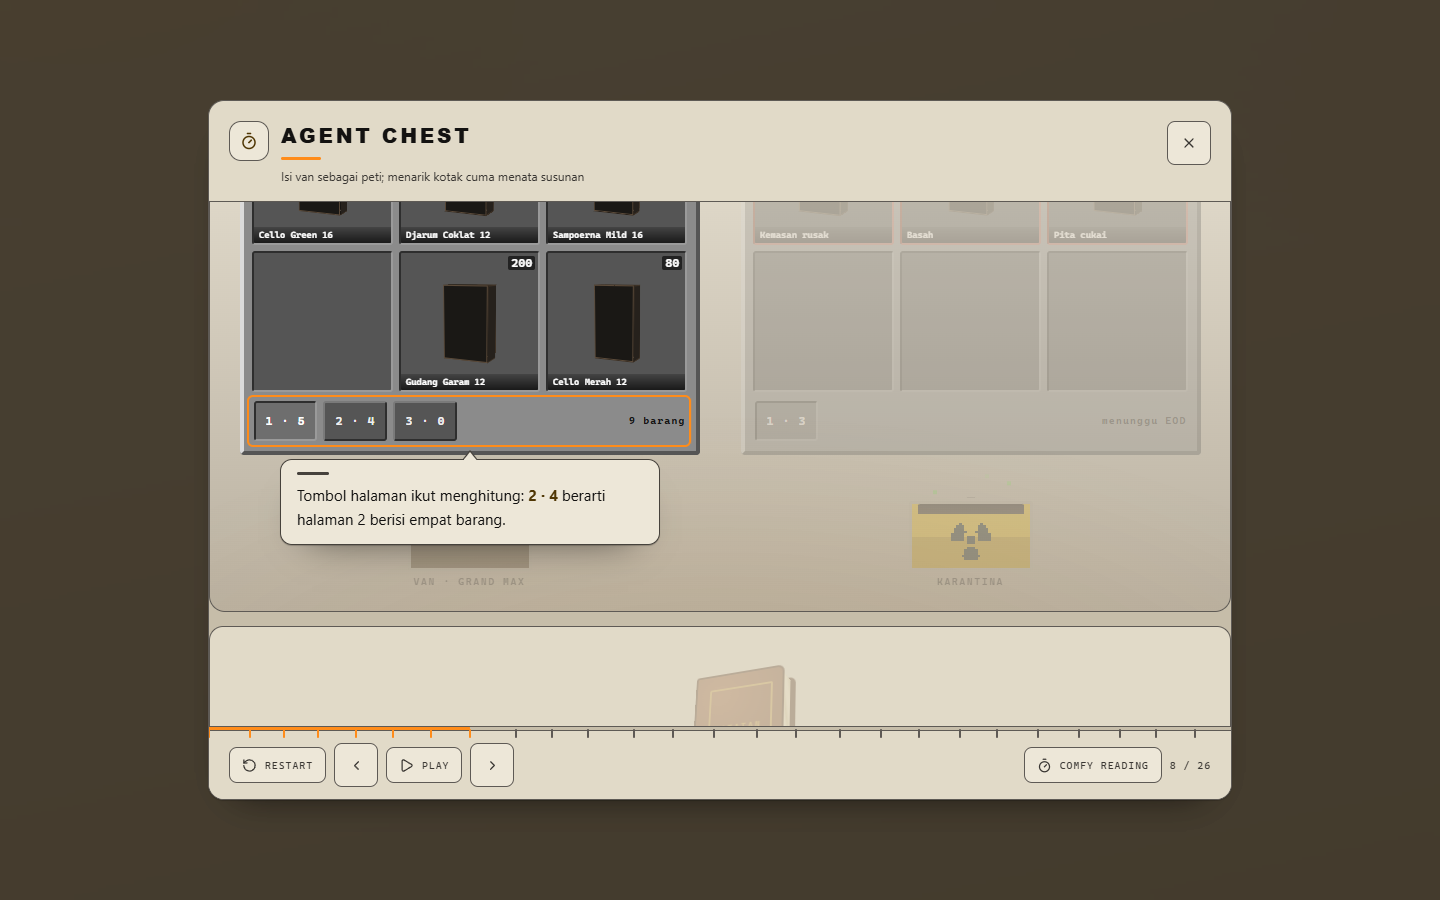 AGENT CHEST
Isi van sebagai peti; menarik kotak cuma menata susunan
Cello Green 16
Djarum Coklat 12
Sampoerna Mild 16
Kemasan rusak
Basah
Pita cukai
200
80
Gudang Garam 12
Cello Merah 12
1 · 5
2 · 4
3 · 0
9 barang
1 · 3
menunggu EOD
Tombol halaman ikut menghitung: 2 · 4 berarti
halaman 2 berisi empat barang.
VAN · GRAND MAX
KARANTINA
RESTART
PLAY
COMFY READING
8 / 26